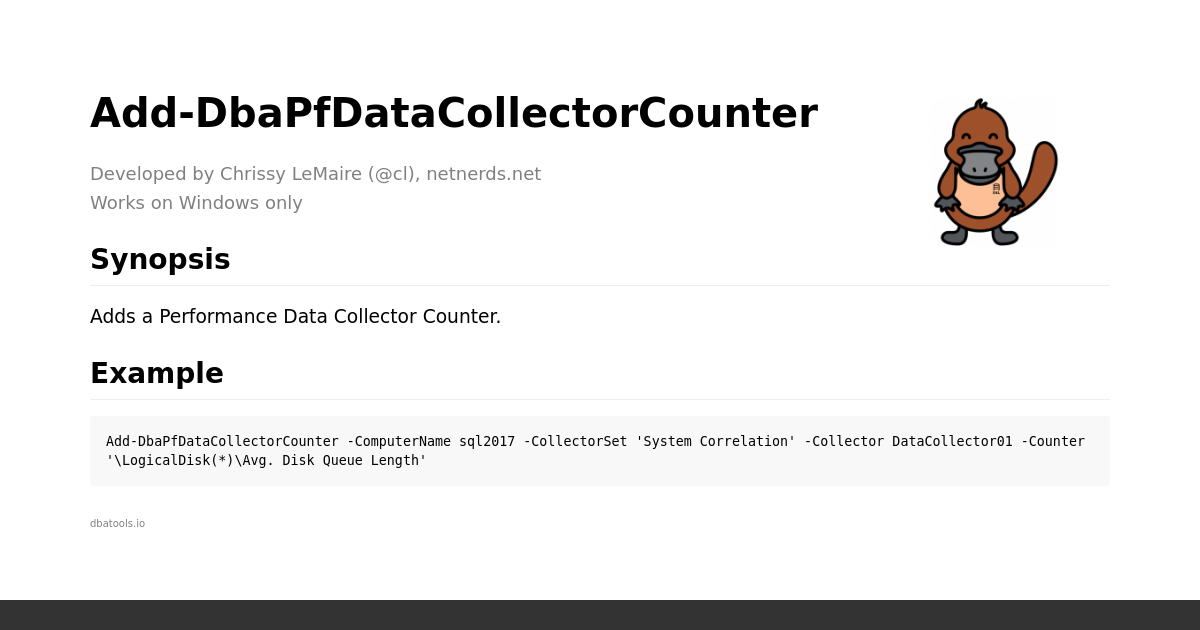 Add-DbaPfDataCollectorCounter
Developed by Chrissy LeMaire (@cl), netnerds.net
Works on Windows only
Synopsis
Adds a Performance Data Collector Counter.
Example
Add-DbaPfDataCollectorCounter -ComputerName sql2017 -CollectorSet 'System Correlation' -Collector DataCollector01 -Counter
'\LogicalDisk(*)\Avg. Disk Queue Length'
dbatools.io